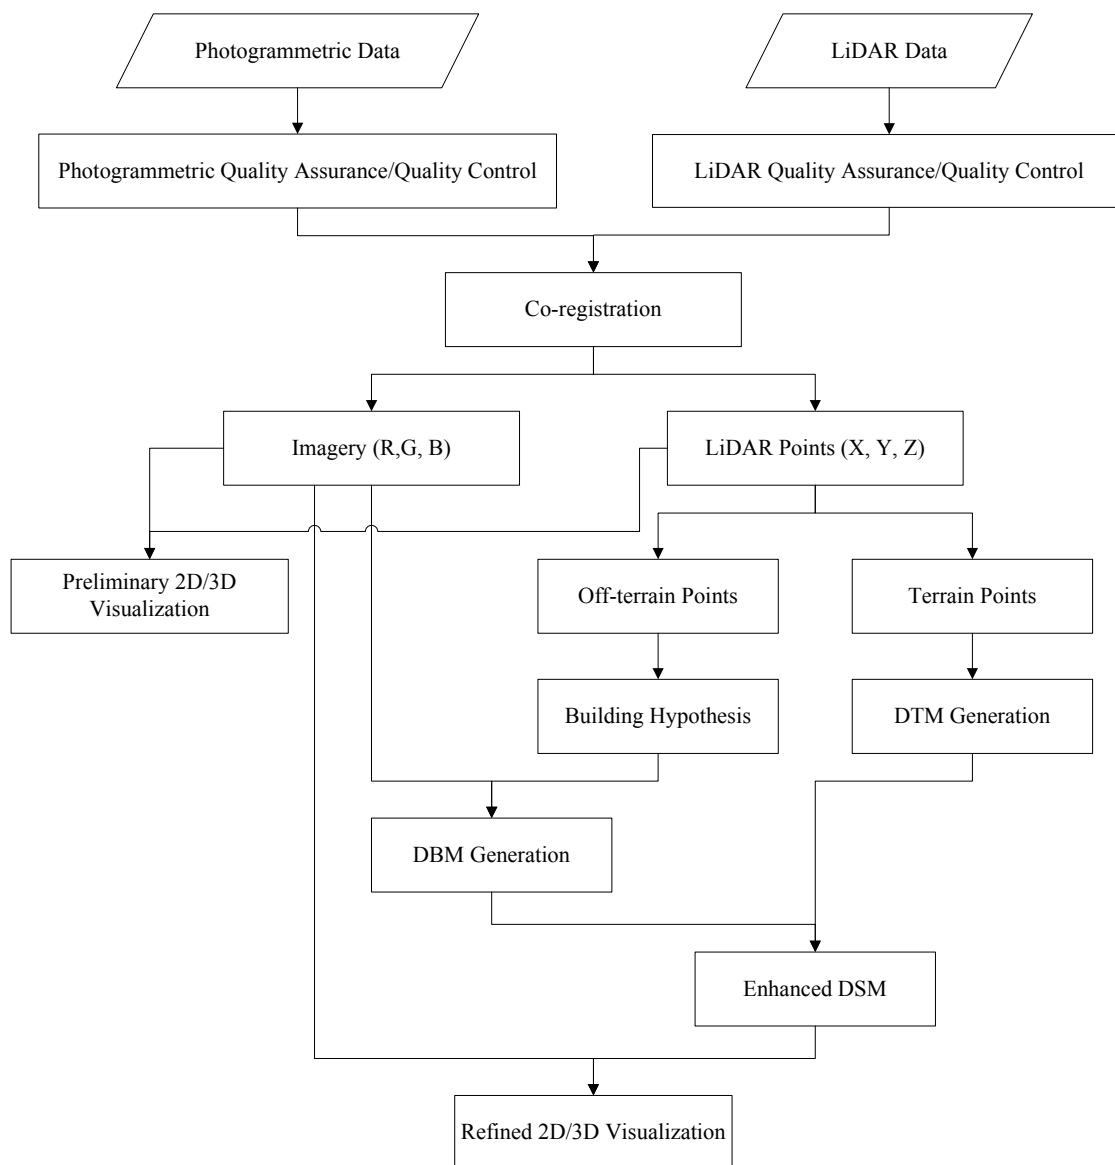 Photogrammetric Data
LiDAR Data
Photogrammetric Quality Assurance/Quality Control
LiDAR Quality Assurance/Quality Control
Co-registration
Imagery (R,G, B)
LiDAR Points (X, Y, Z)
Preliminary 2D/3D
Visualization
Off-terrain Points
Terrain Points
Building Hypothesis
DTM Generation
DBM Generation
Enhanced DSM
Refined 2D/3D Visualization